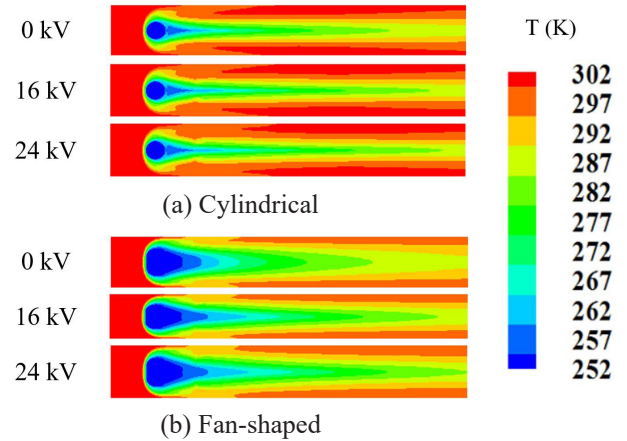 0 kV
16 kV
24 kV
(a) Cylindrical
0 kV
16 kV
24 kV
(b) Fan-shaped
T (K)
302
297
292
287
282
277
272
267
262
257
252